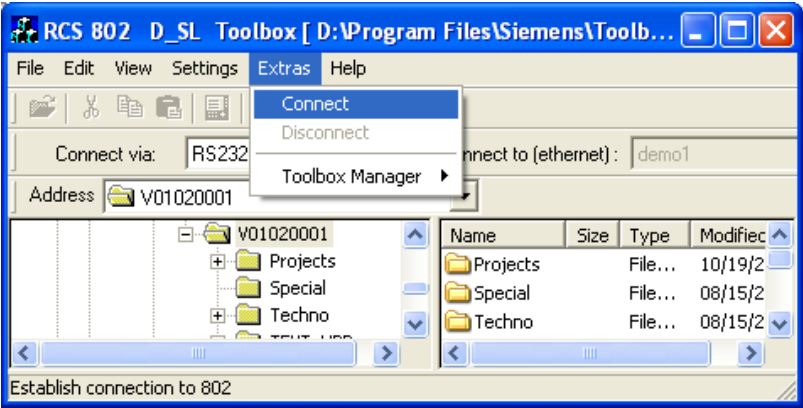 RCS 802 D_SL Toolbox [ D:\Program Files\Siemens\Toolb...
File Edit View Settings Extras Help
Connect
Disconnect
Toolbox Manager
Connect via: RS232 nnect to (ethernet) : demo1
Address V01020001
V01020001
Projects
Special
Techno
Name Size Type Modified
Projects File... 10/19/2
Special File... 08/15/2
Techno File... 08/15/2
Establish connection to 802